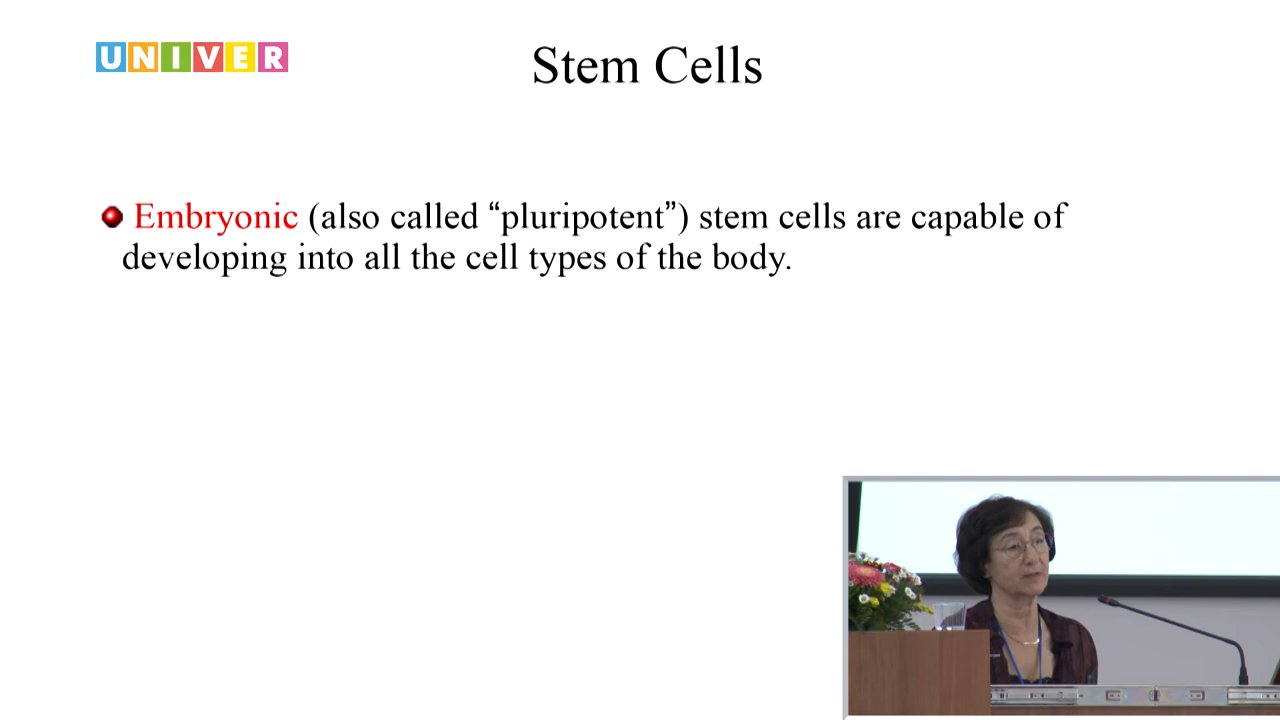 UNIVER
Stem Cells
Embryonic (also called “pluripotent”) stem cells are capable of
developing into all the cell types of the body.